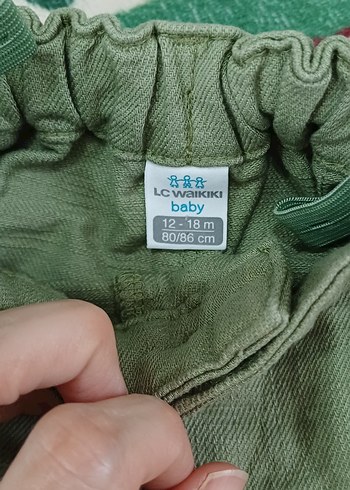 LC WAIKIKI
baby
12 - 18 m
80/86 cm